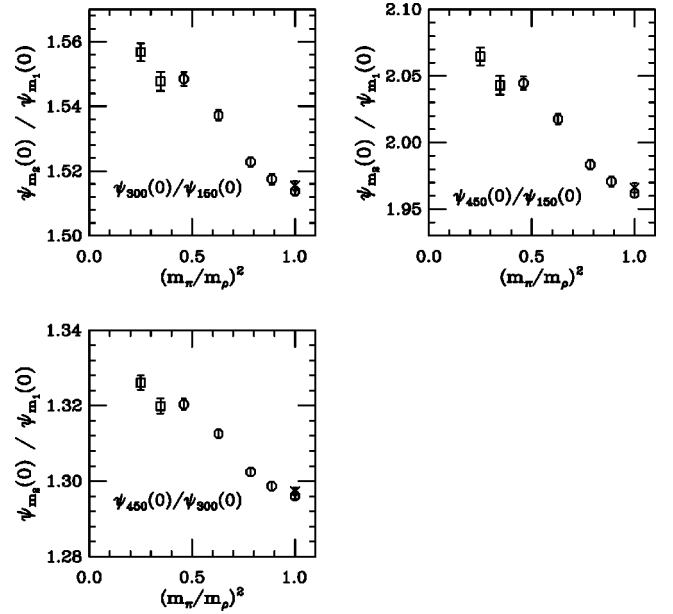 1.56
1.54
1.52
1.50
ψm₂(0) / ψm₁(0)
ψ₃₀₀(0)/ψ₁₅₀(0)
0.0 0.5 1.0
(mπ/mρ)²
2.10
2.05
2.00
1.95
ψm₂(0) / ψm₁(0)
ψ₄₅₀(0)/ψ₁₅₀(0)
0.0 0.5 1.0
(mπ/mρ)²
1.34
1.32
1.30
1.28
ψm₂(0) / ψm₁(0)
ψ₄₅₀(0)/ψ₃₀₀(0)
0.0 0.5 1.0
(mπ/mρ)²